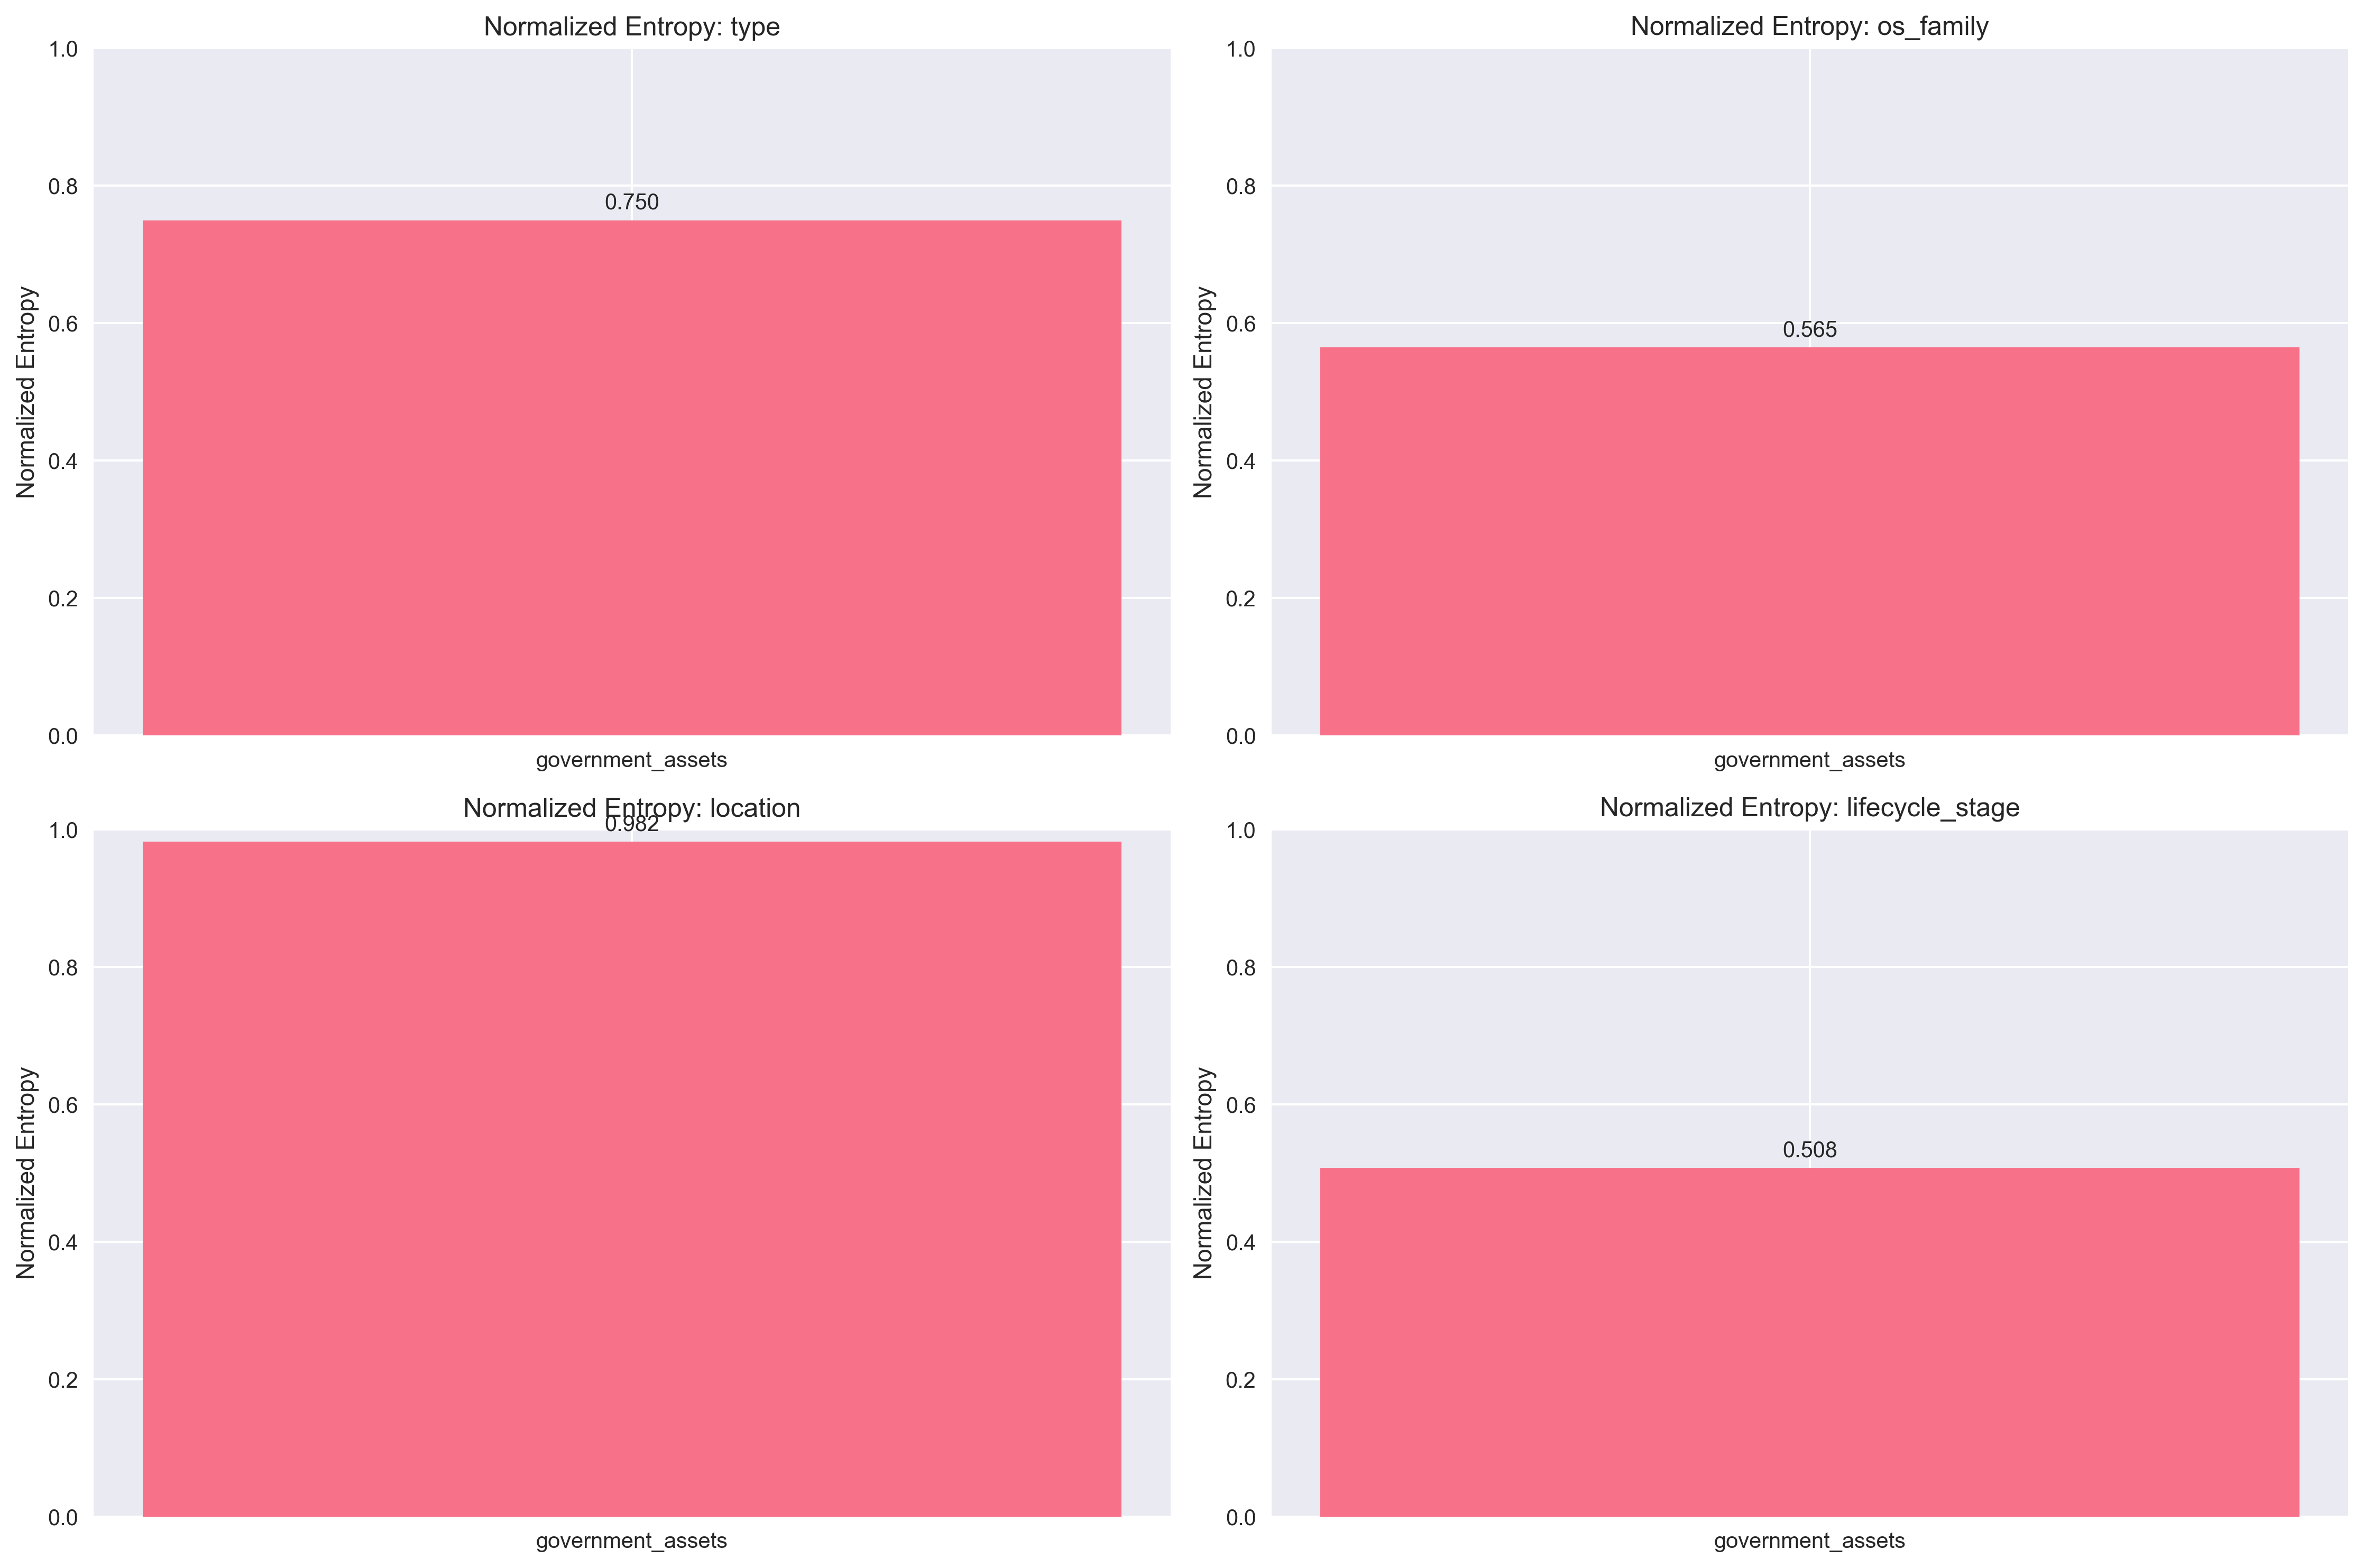 Normalized Entropy: type
1.0
0.8
0.6
0.4
0.2
0.0
Normalized Entropy
0.750
government_assets
Normalized Entropy: os_family
1.0
0.8
0.6
0.4
0.2
0.0
Normalized Entropy
0.565
government_assets
Normalized Entropy: location
1.0
0.8
0.6
0.4
0.2
0.0
Normalized Entropy
0.982
government_assets
Normalized Entropy: lifecycle_stage
1.0
0.8
0.6
0.4
0.2
0.0
Normalized Entropy
0.508
government_assets